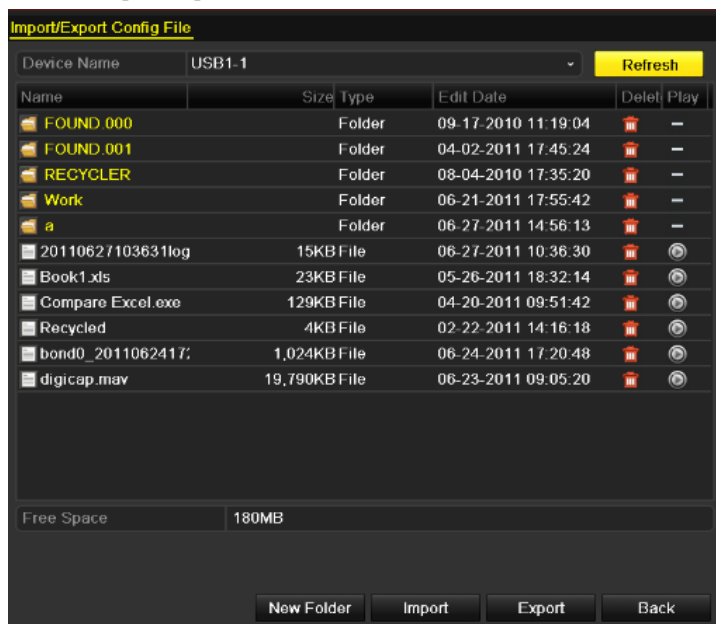 Import/Export Config File
Device Name USB1-1 Refresh
Name Size Type Edit Date Delet Play
FOUND.000 Folder 09-17-2010 11:19:04 –
FOUND.001 Folder 04-02-2011 17:45:24 –
RECYCLER Folder 08-04-2010 17:35:20 –
Work Folder 06-21-2011 17:55:42 –
a Folder 06-27-2011 14:56:13 –
20110627103631log 15KB File 06-27-2011 10:36:30
Book1.xls 23KB File 05-26-2011 18:32:14
Compare Excel.exe 129KB File 04-20-2011 09:51:42
Recycled 4KB File 02-22-2011 14:16:18
bond0_2011062417 1,024KB File 06-24-2011 17:20:48
digicap.mav 19,790KB File 06-23-2011 09:05:20
Free Space 180MB
New Folder Import Export Back